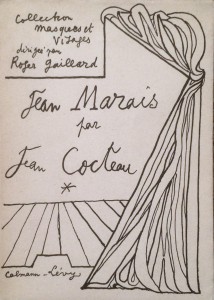 Collection
masques et
visages
dirigée par
Roger Gaillard
Jean Marais
par
Jean Cocteau
*
Calmann-Lévy